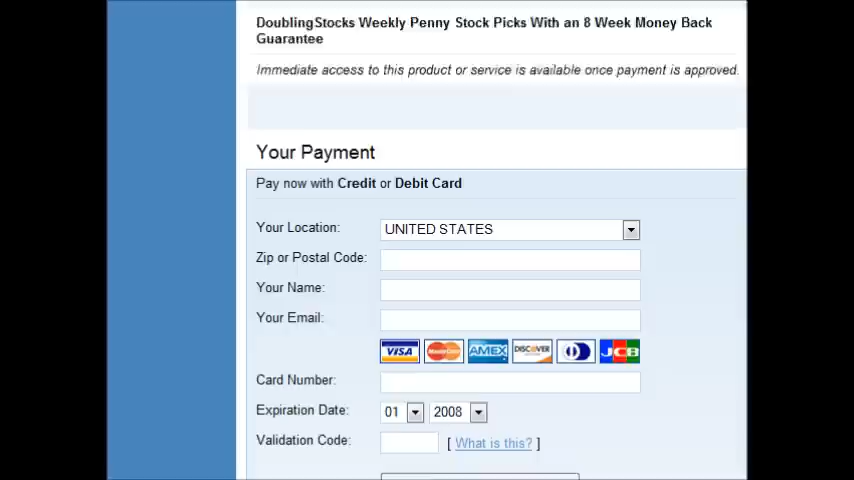 DoublingStocks Weekly Penny Stock Picks With an 8 Week Money Back
Guarantee
Immediate access to this product or service is available once payment is approved.
Your Payment
Pay now with Credit or Debit Card
Your Location: UNITED STATES
Zip or Postal Code:
Your Name:
Your Email:
VISA MasterCard AMEX DISCOVER JCB
Card Number:
Expiration Date: 01 2008
Validation Code: [ What is this? ]